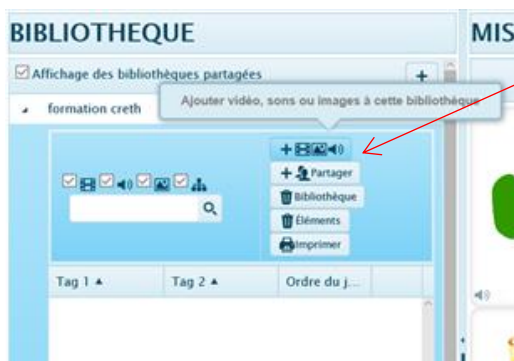 BIBLIOTHEQUE
MIS
Affichage des bibliothèques partagées
+
formation creth
Ajouter vidéo, sons ou images à cette bibliothèque
+
+ Partager
Bibliothèque
Éléments
Imprimer
Tag 1 ▲
Tag 2 ▲
Ordre du j...